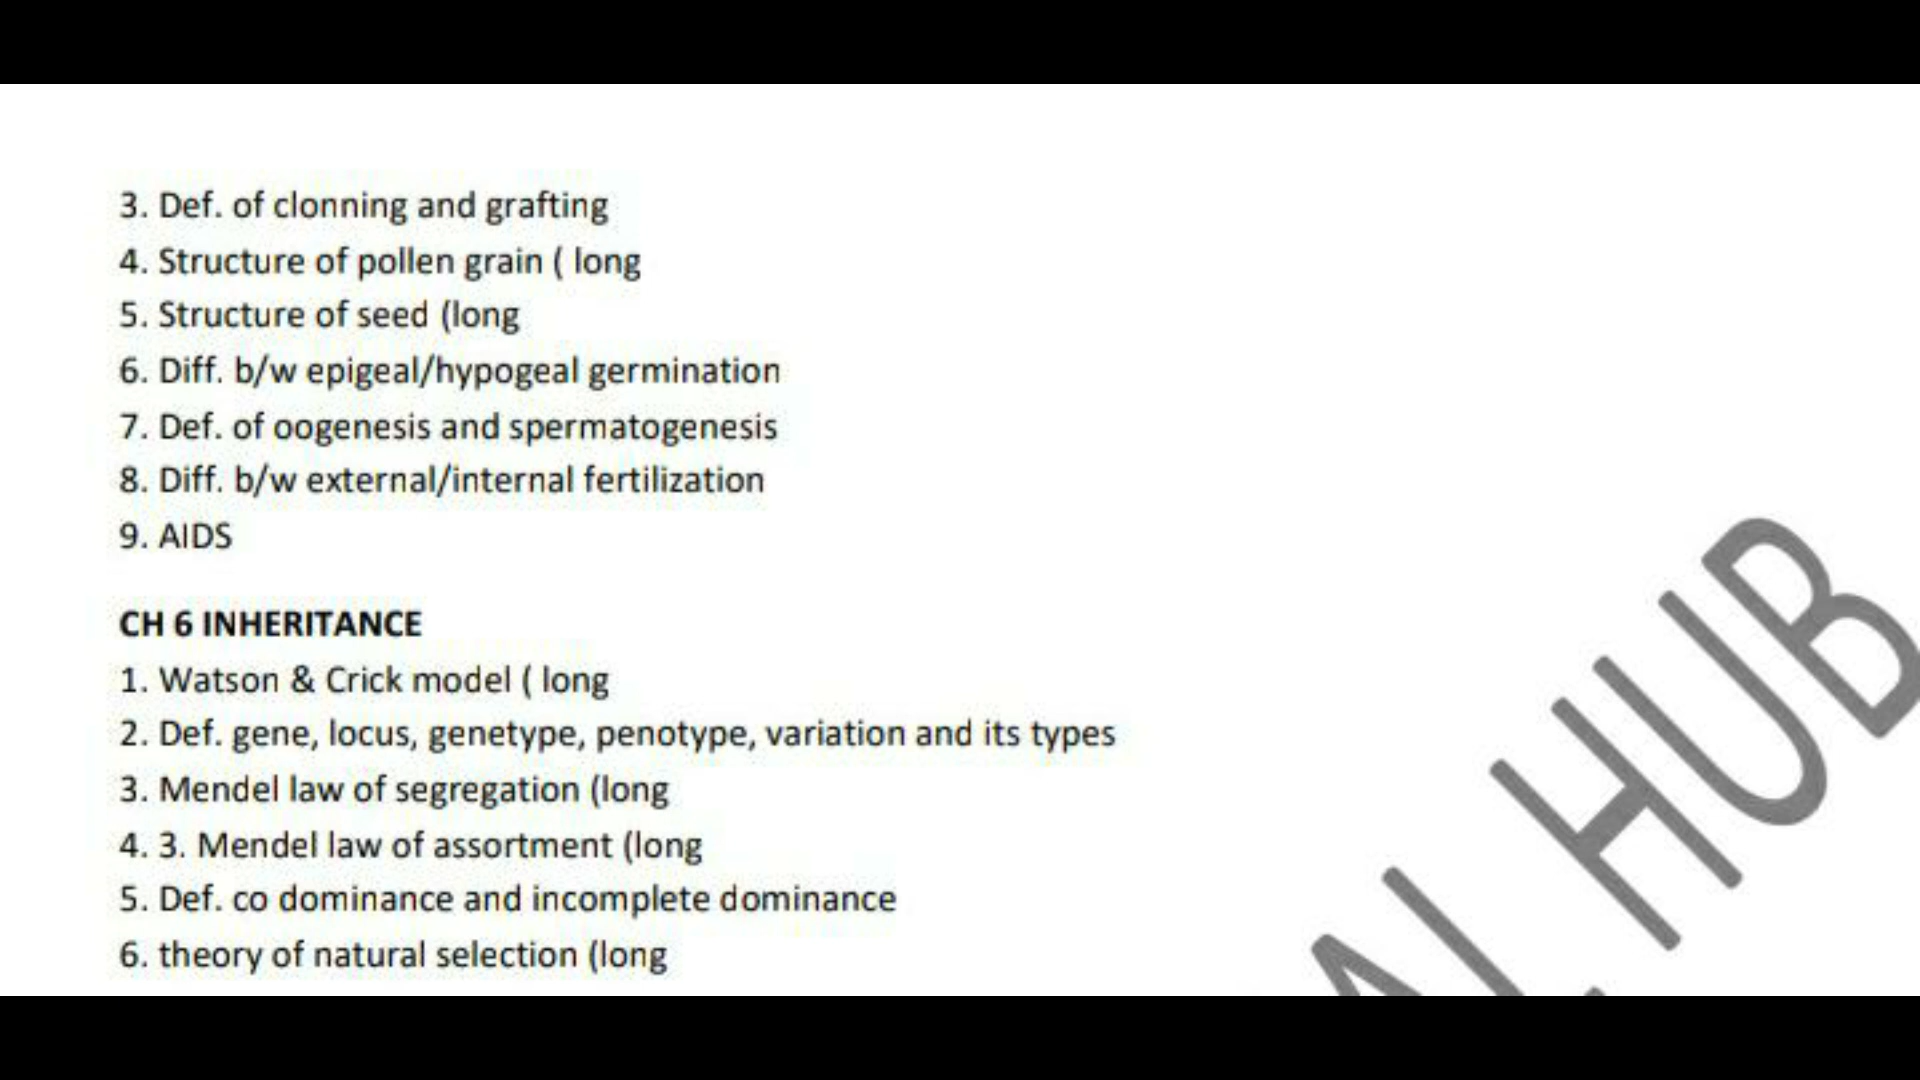 3. Def. of clonning and grafting
4. Structure of pollen grain ( long
5. Structure of seed (long
6. Diff. b/w epigeal/hypogeal germination
7. Def. of oogenesis and spermatogenesis
8. Diff. b/w external/internal fertilization
9. AIDS
CH 6 INHERITANCE
1. Watson & Crick model ( long
2. Def. gene, locus, genetype, penotype, variation and its types
3. Mendel law of segregation (long
4. 3. Mendel law of assortment (long
5. Def. co dominance and incomplete dominance
6. theory of natural selection (long
HUB